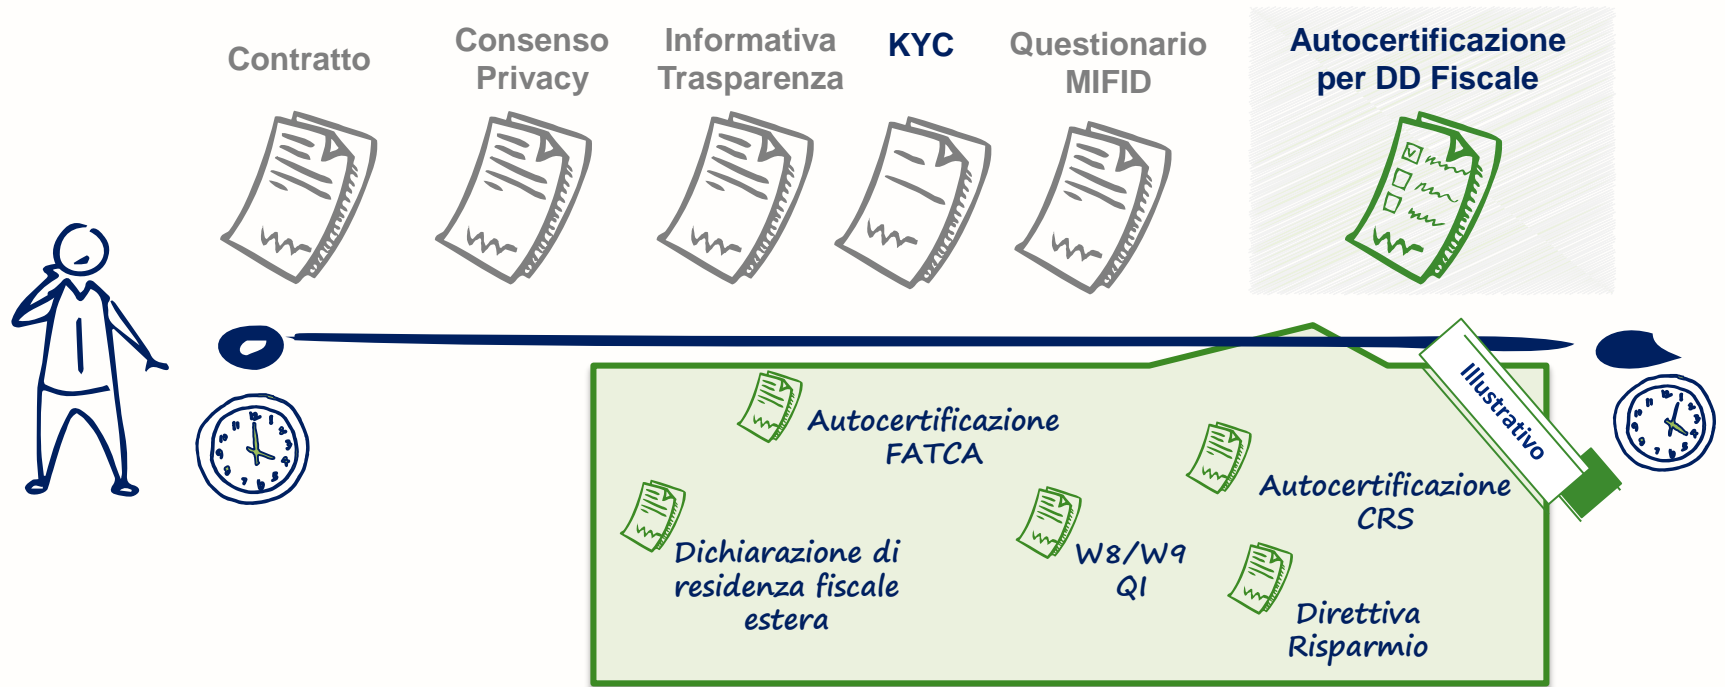 Contratto
Consenso
Privacy
Informativa
Trasparenza
KYC
Questionario
MIFID
Autocertificazione
per DD Fiscale
Illustrativo
Autocertificazione
FATCA
Autocertificazione
CRS
Dichiarazione di
residenza fiscale
estera
W8/W9
QI
Direttiva
Risparmio